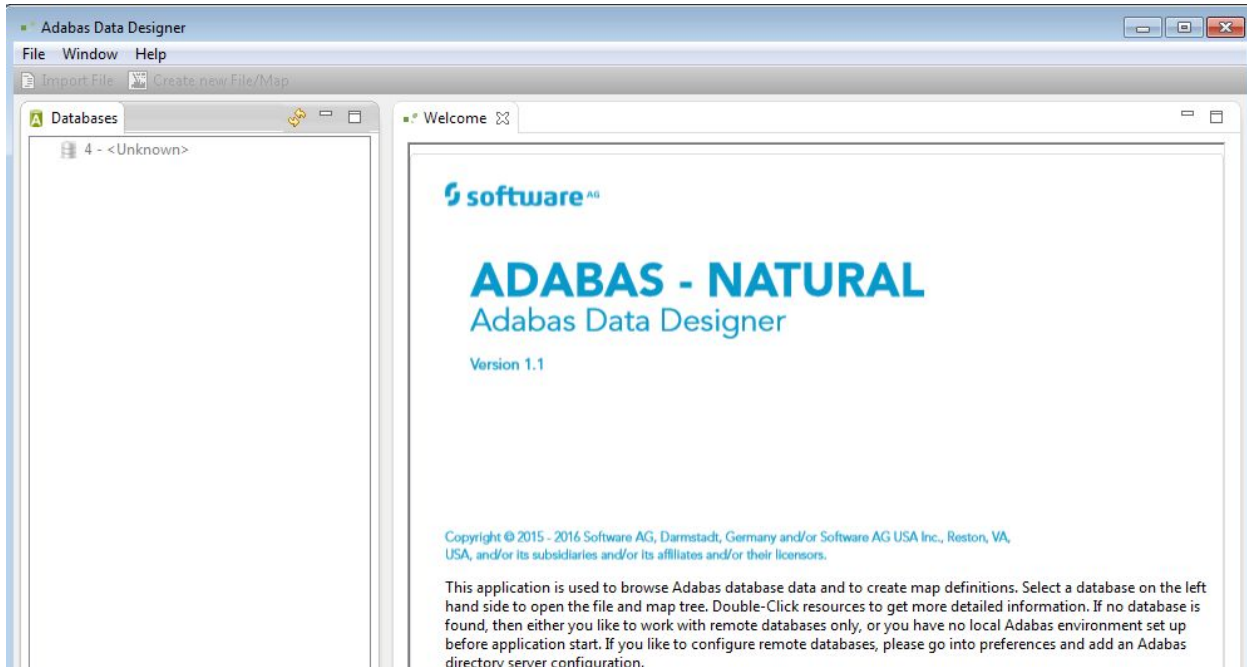 Adabas Data Designer
File Window Help
Import File Create new File/Map
Databases
Welcome
4 - <Unknown>
software AG
ADABAS - NATURAL
Adabas Data Designer
Version 1.1
Copyright © 2015 - 2016 Software AG, Darmstadt, Germany and/or Software AG USA Inc., Reston, VA,
USA, and/or its subsidiaries and/or its affiliates and/or their licensors.
This application is used to browse Adabas database data and to create map definitions. Select a database on the left
hand side to open the file and map tree. Double-Click resources to get more detailed information. If no database is
found, then either you like to work with remote databases only, or you have no local Adabas environment set up
before application start. If you like to configure remote databases, please go into preferences and add an Adabas
directory server configuration.